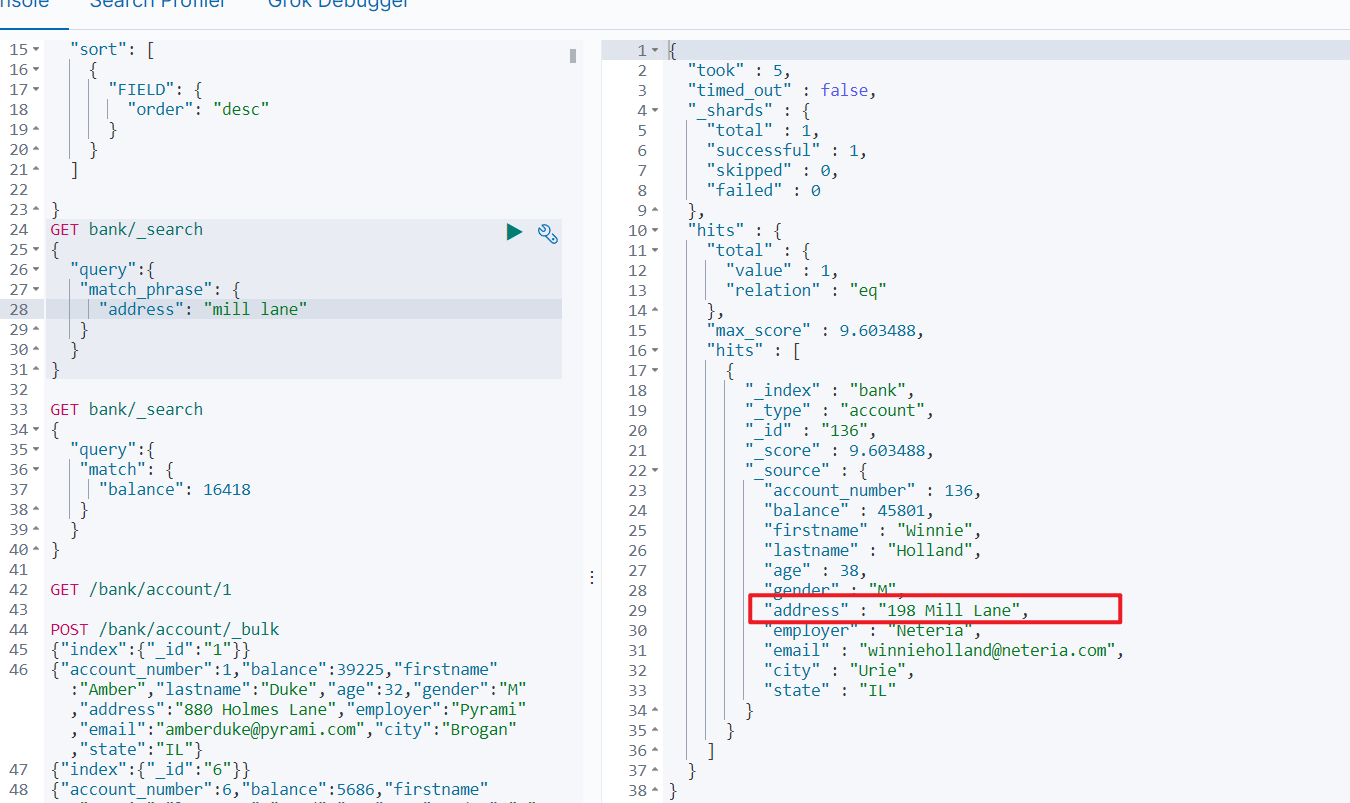 Search Profiler Grok Debugger
15 "sort": [
16 {
17 "FIELD": {
18 "order": "desc"
19 }
20 }
21 ]
22
23 }
24 GET bank/_search
25 {
26 "query":{
27 "match_phrase": {
28 "address": "mill lane"
29 }
30 }
31 }
32
33 GET bank/_search
34 {
35 "query":{
36 "match": {
37 "balance": 16418
38 }
39 }
40 }
41
42 GET /bank/account/1
43
44 POST /bank/account/_bulk
45 {"index":{"_id":"1"}}
46 {"account_number":1,"balance":39225,"firstname"
:"Amber","lastname":"Duke","age":32,"gender":"M"
,"address":"880 Holmes Lane","employer":"Pyrami"
,"email":"amberduke@pyrami.com","city":"Brogan"
,"state":"IL"}
47 {"index":{"_id":"6"}}
48 {"account_number":6,"balance":5686,"firstname"
1 {
2 "took" : 5,
3 "timed_out" : false,
4 "_shards" : {
5 "total" : 1,
6 "successful" : 1,
7 "skipped" : 0,
8 "failed" : 0
9 },
10 "hits" : {
11 "total" : {
12 "value" : 1,
13 "relation" : "eq"
14 },
15 "max_score" : 9.603488,
16 "hits" : [
17 {
18 "_index" : "bank",
19 "_type" : "account",
20 "_id" : "136",
21 "_score" : 9.603488,
22 "_source" : {
23 "account_number" : 136,
24 "balance" : 45801,
25 "firstname" : "Winnie",
26 "lastname" : "Holland",
27 "age" : 38,
28 "gender" : "M",
29 "address" : "198 Mill Lane",
30 "employer" : "Neteria",
31 "email" : "winnieholland@neteria.com",
32 "city" : "Urie",
33 "state" : "IL"
34 }
35 }
36 ]
37 }
38 }